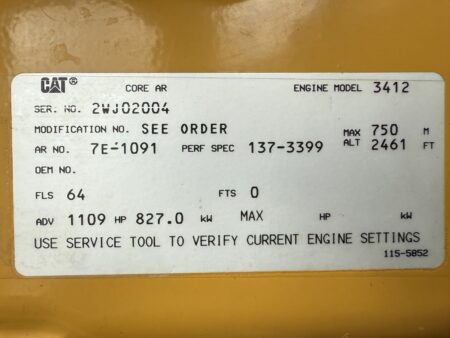 CAT® CORE AR ENGINE MODEL 3412
SER. NO. 2WJ02004
MODIFICATION NO. SEE ORDER MAX 750 M
AR NO. 7E-1091 PERF SPEC 137-3399 ALT 2461 FT
OEM NO.
FLS 64 FTS 0
ADV 1109 HP 827.0 kW MAX HP kW
USE SERVICE TOOL TO VERIFY CURRENT ENGINE SETTINGS
115-5852